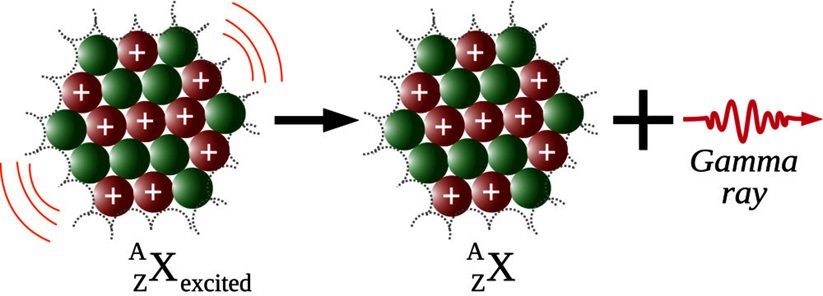 + + + + + + + + +
+ + + + + + + + +
+
Gamma
ray
A
Z X excited
A
Z X